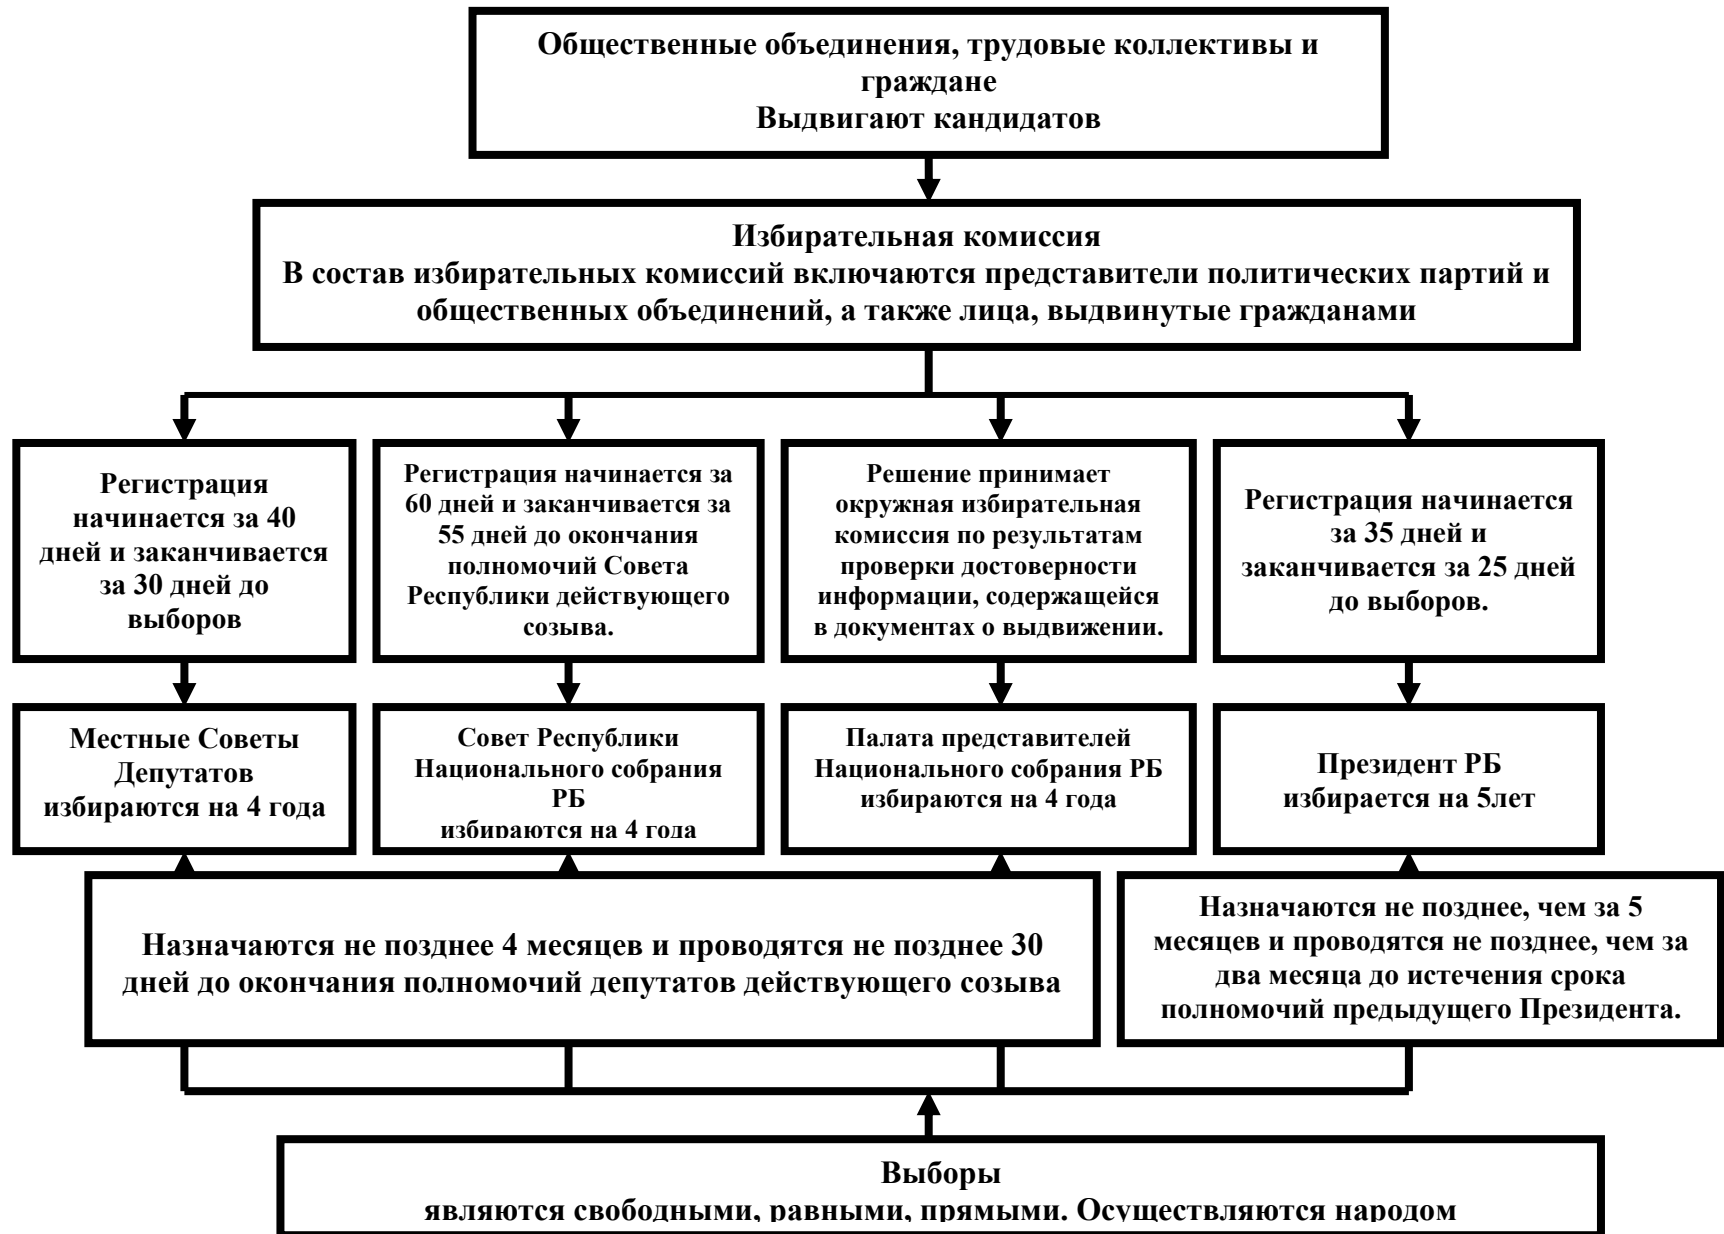 Общественные объединения, трудовые коллективы и
граждане
Выдвигают кандидатов
Избирательная комиссия
В состав избирательных комиссий включаются представители политических партий и
общественных объединений, а также лица, выдвинутые гражданами
Регистрация
начинается за 40
дней и заканчивается
за 30 дней до
выборов
Регистрация начинается за
60 дней и заканчивается за
55 дней до окончания
полномочий Совета
Республики действующего
созыва.
Решение принимает
окружная избирательная
комиссия по результатам
проверки достоверности
информации, содержащейся
в документах о выдвижении.
Регистрация начинается
за 35 дней и
заканчивается за 25 дней
до выборов.
Местные Советы
Депутатов
избираются на 4 года
Совет Республики
Национального собрания
РБ
избираются на 4 года
Палата представителей
Национального собрания РБ
избираются на 4 года
Президент РБ
избирается на 5лет
Назначаются не позднее 4 месяцев и проводятся не позднее 30
дней до окончания полномочий депутатов действующего созыва
Назначаются не позднее, чем за 5
месяцев и проводятся не позднее, чем за
два месяца до истечения срока
полномочий предыдущего Президента.
Выборы
являются свободными, равными, прямыми. Осуществляются народом